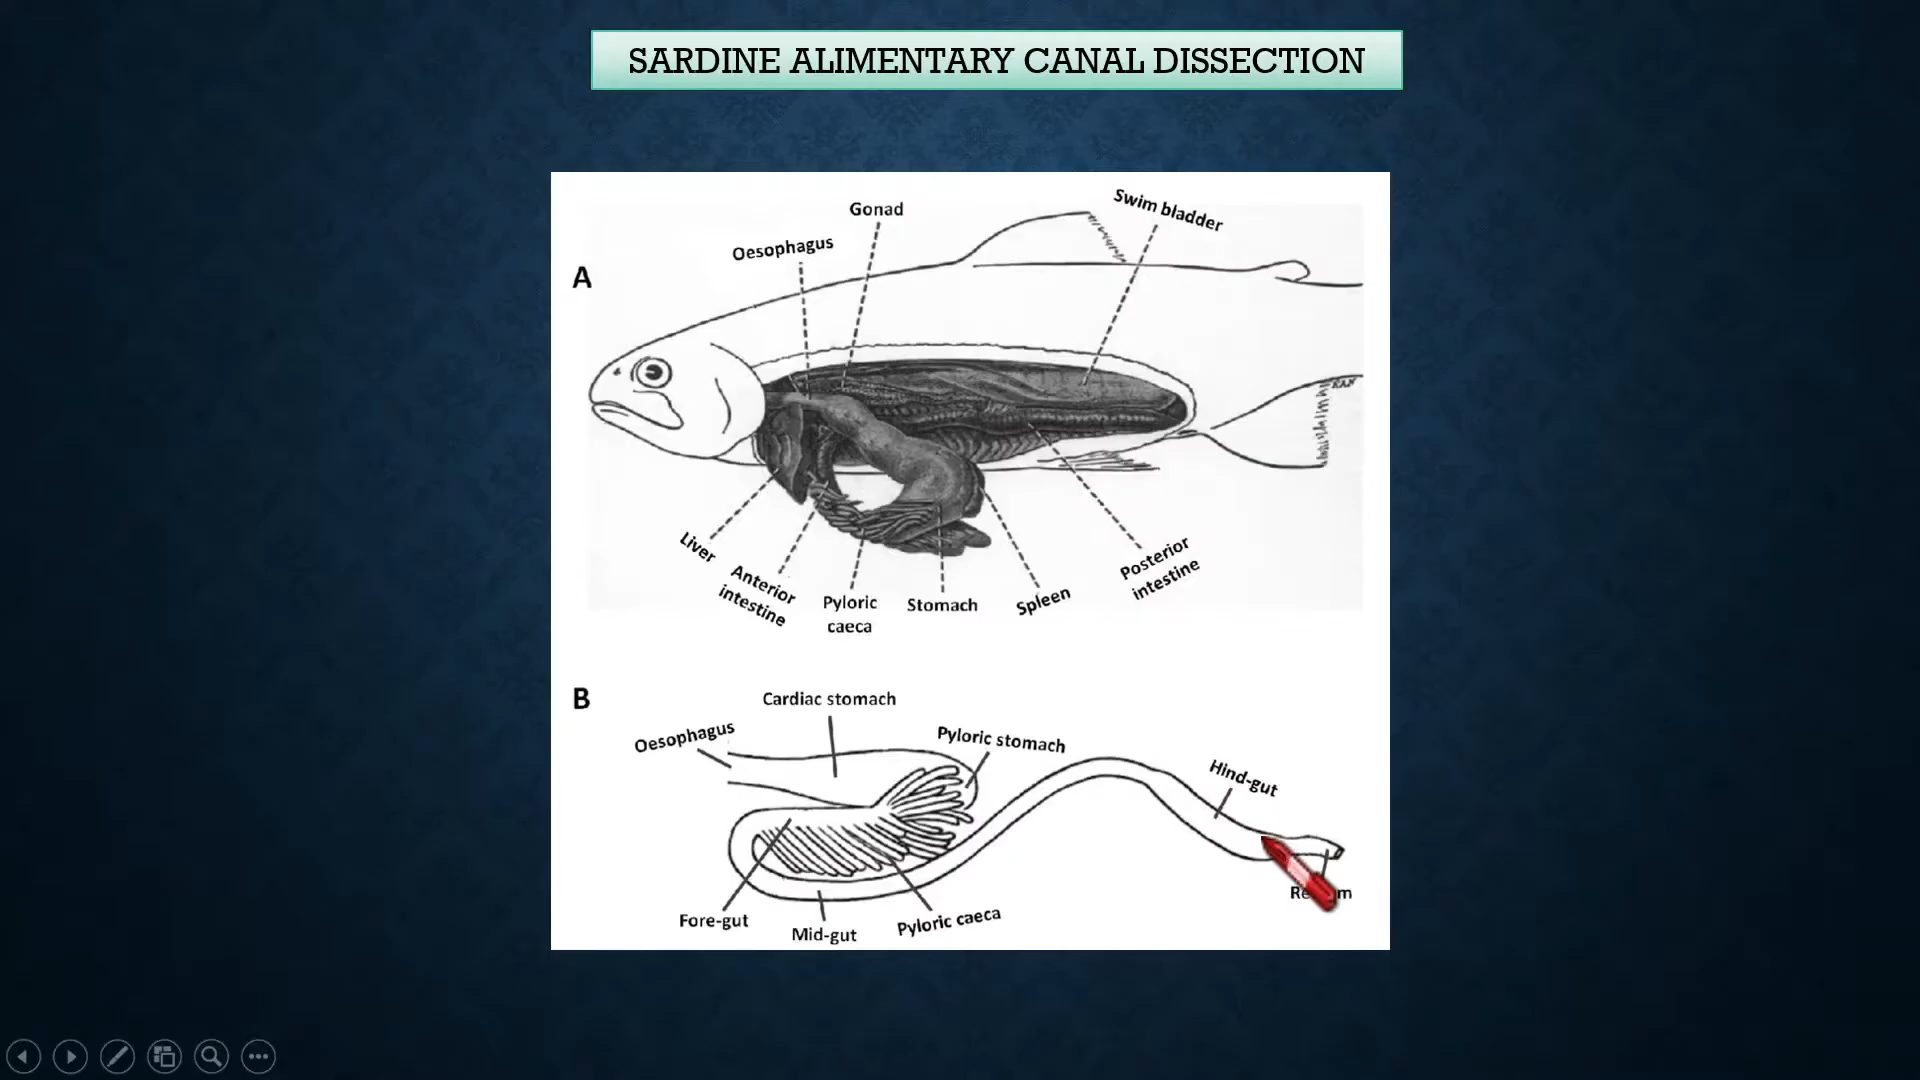 SARDINE ALIMENTARY CANAL DISSECTION
A
Gonad
Swim bladder
Oesophagus
RAN
Liver
Anterior
intestine
Pyloric
caeca
Stomach
Spleen
Posterior
intestine
B
Cardiac stomach
Oesophagus
Pyloric stomach
Hind-gut
Fore-gut
Mid-gut
Pyloric caeca